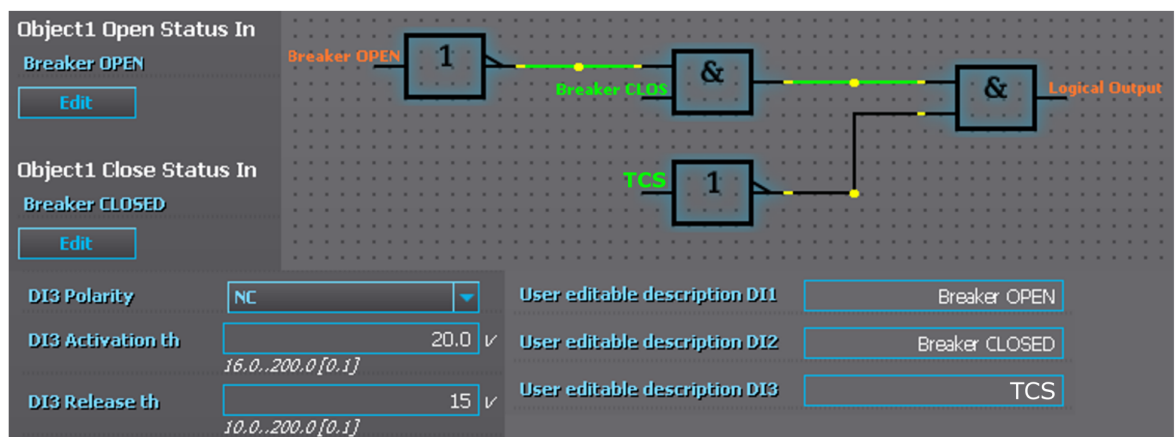 Object1 Open Status In
Breaker OPEN
Edit
Object1 Close Status In
Breaker CLOSED
Edit
Breaker OPEN
1
&
Breaker CLOS
&
Logical Output
TCS
1
DI3 Polarity
NC
DI3 Activation th
20.0 V
16.0..200.0 [0.1]
DI3 Release th
15 V
10.0..200.0 [0.1]
User editable description DI1
Breaker OPEN
User editable description DI2
Breaker CLOSED
User editable description DI3
TCS